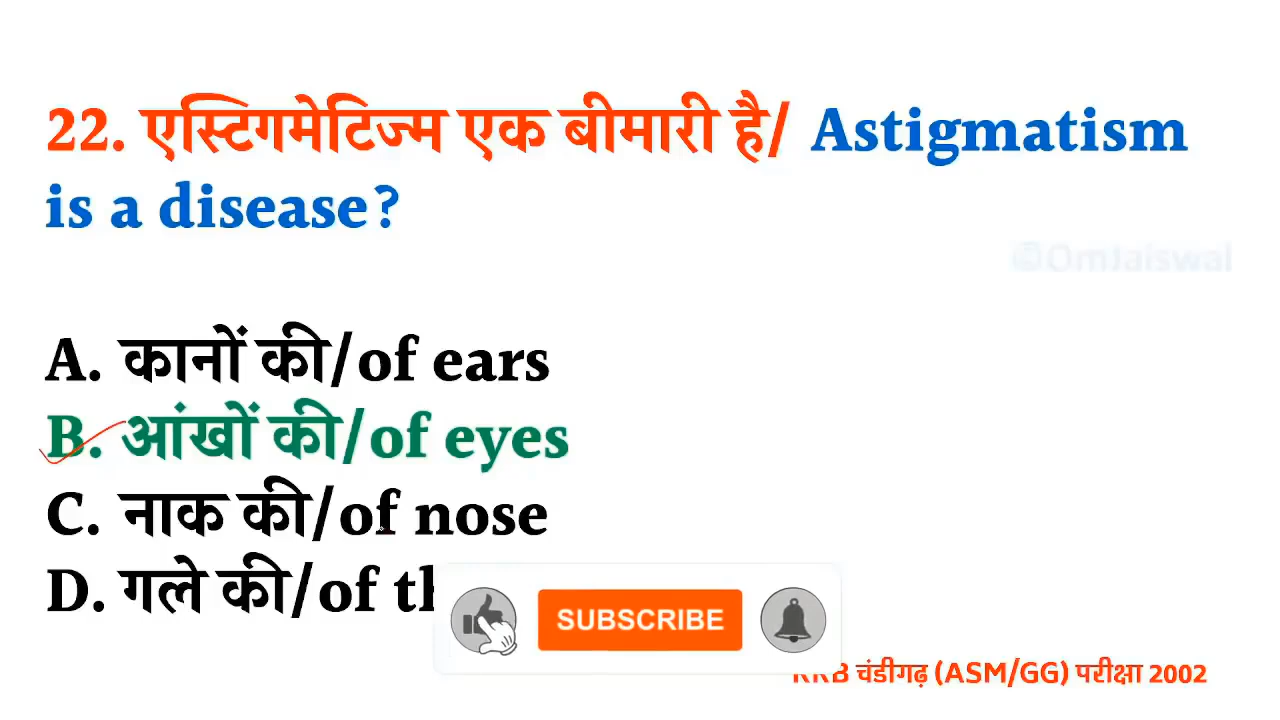 22. एस्टिगमेटिज्म एक बीमारी है/ Astigmatism
is a disease?
@OmJaiswal
A. कानों की/of ears
B. आंखों की/of eyes
C. नाक की/of nose
D. गले की/of
SUBSCRIBE
RRB चंडीगढ़ (ASM/GG) परीक्षा 2002